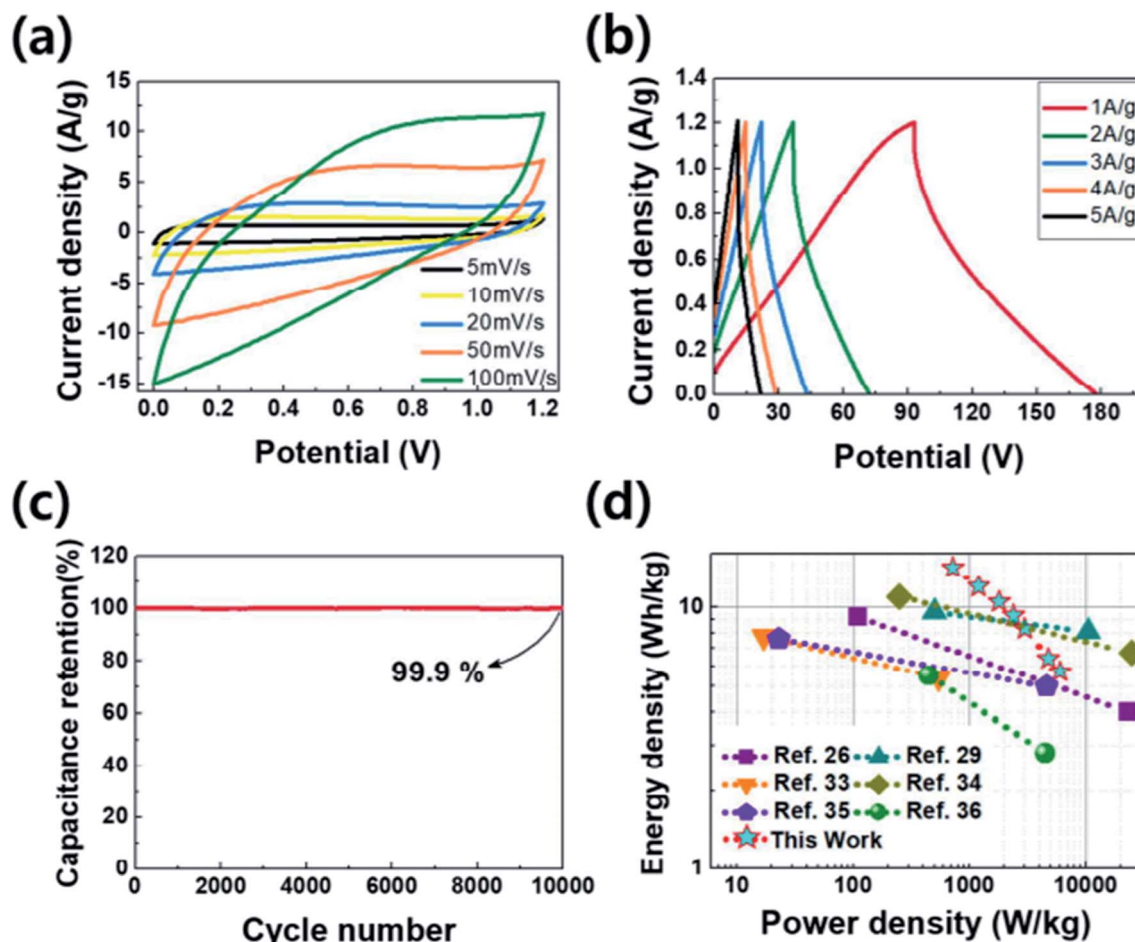 (a)
15
10
5
0
-5
-10
-15
Current density (A/g)
5mV/s
10mV/s
20mV/s
50mV/s
100mV/s
0.0 0.2 0.4 0.6 0.8 1.0 1.2
Potential (V)
(b)
1.4
1.2
1.0
0.8
0.6
0.4
0.2
0.0
Current density (A/g)
1A/g
2A/g
3A/g
4A/g
5A/g
0 30 60 90 120 150 180
Potential (V)
(c)
120
100
80
60
40
20
0
Capacitance retention(%)
99.9 %
0 2000 4000 6000 8000 10000
Cycle number
(d)
10
1
Energy density (Wh/kg)
Ref. 26 Ref. 29
Ref. 33 Ref. 34
Ref. 35 Ref. 36
This Work
10 100 1000 10000
Power density (W/kg)